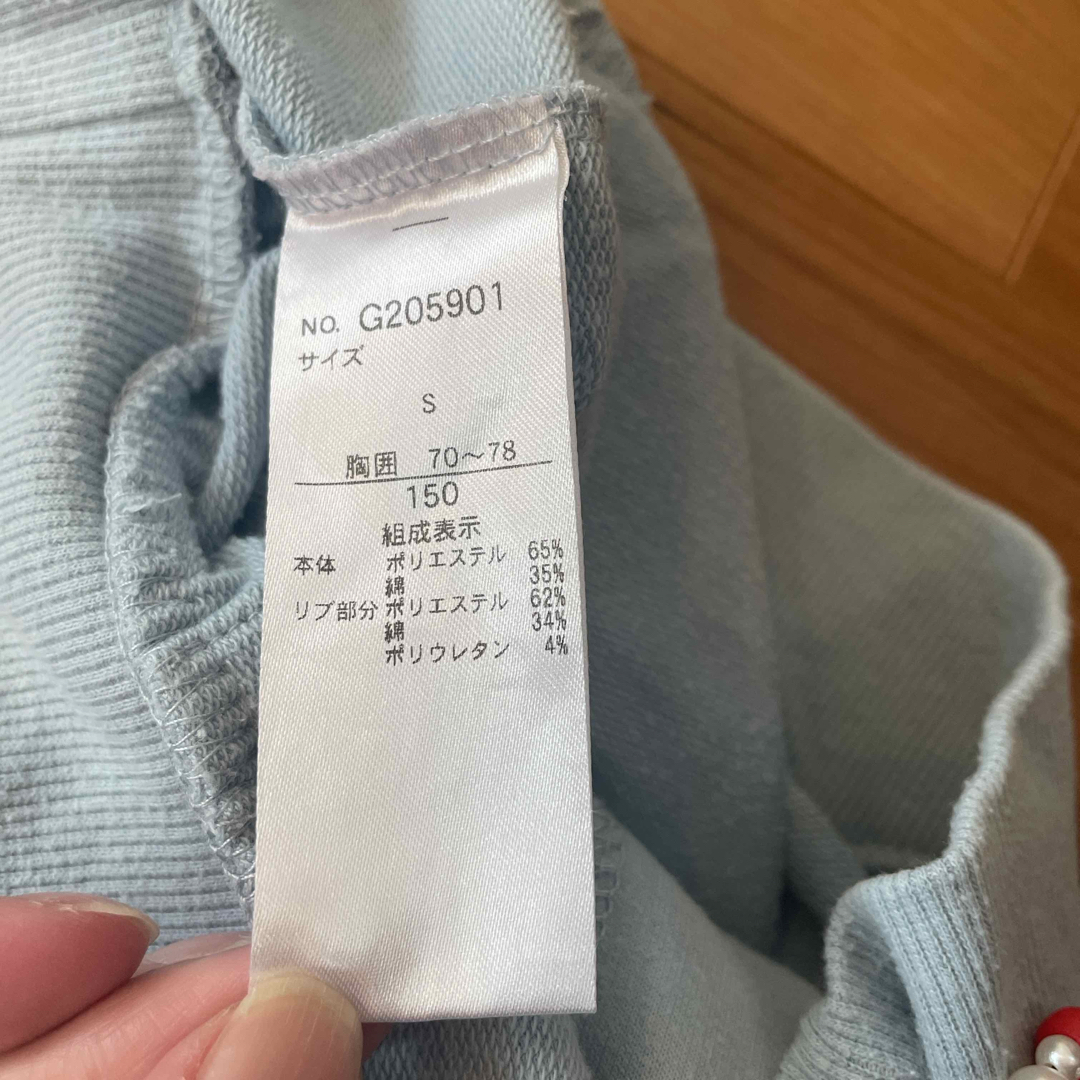 NO. G205901
サイズ
S
胸囲 70～78
150
組成表示
本体 ポリエステル 65%
綿 35%
リブ部分 ポリエステル 62%
綿 34%
ポリウレタン 4%